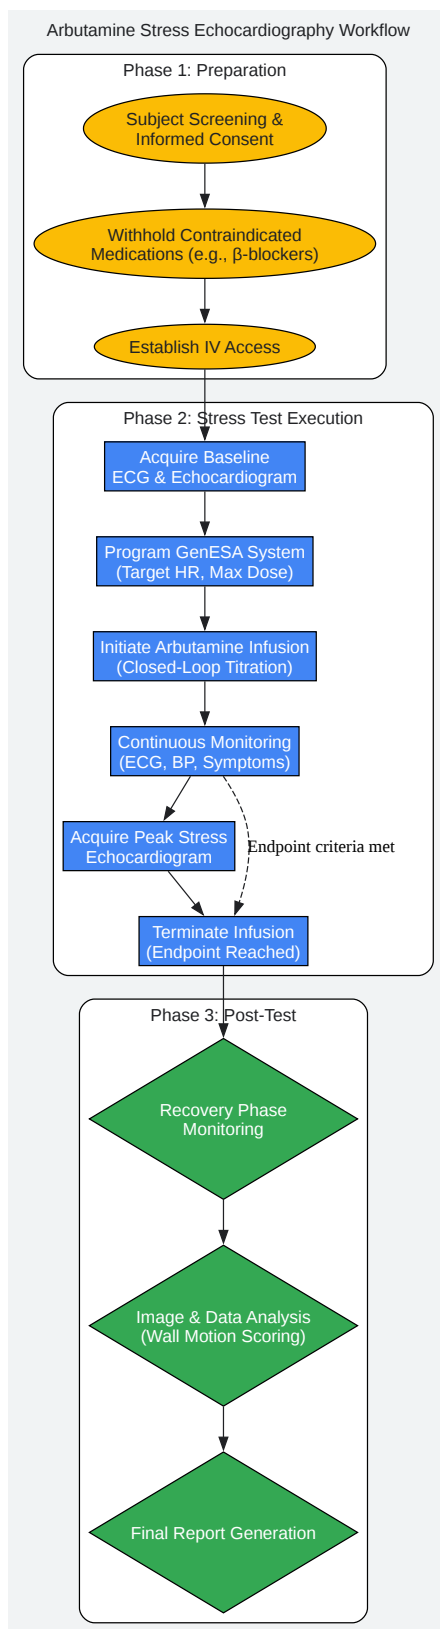 Arbutamine Stress Echocardiography Workflow
Phase 1: Preparation
Subject Screening &
Informed Consent
Withhold Contraindicated
Medications (e.g., β-blockers)
Establish IV Access
Phase 2: Stress Test Execution
Acquire Baseline
ECG & Echocardiogram
Program GenESA System
(Target HR, Max Dose)
Initiate Arbutamine Infusion
(Closed-Loop Titration)
Continuous Monitoring
(ECG, BP, Symptoms)
Acquire Peak Stress
Echocardiogram
Endpoint criteria met
Terminate Infusion
(Endpoint Reached)
Phase 3: Post-Test
Recovery Phase
Monitoring
Image & Data Analysis
(Wall Motion Scoring)
Final Report Generation